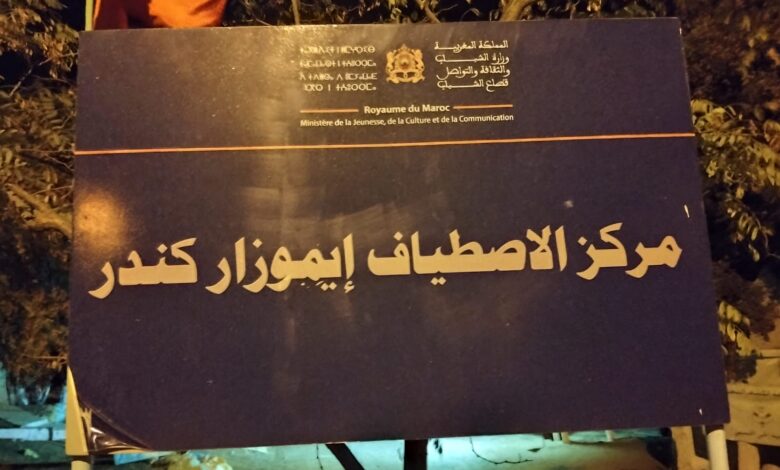 المملكة المغربية
وزارة الشباب
والثقافة والتواصل
قطاع الشباب
Royaume du Maroc
Ministère de la Jeunesse, de la Culture et de la Communication
مركز الاصطياف إيموزار كندر